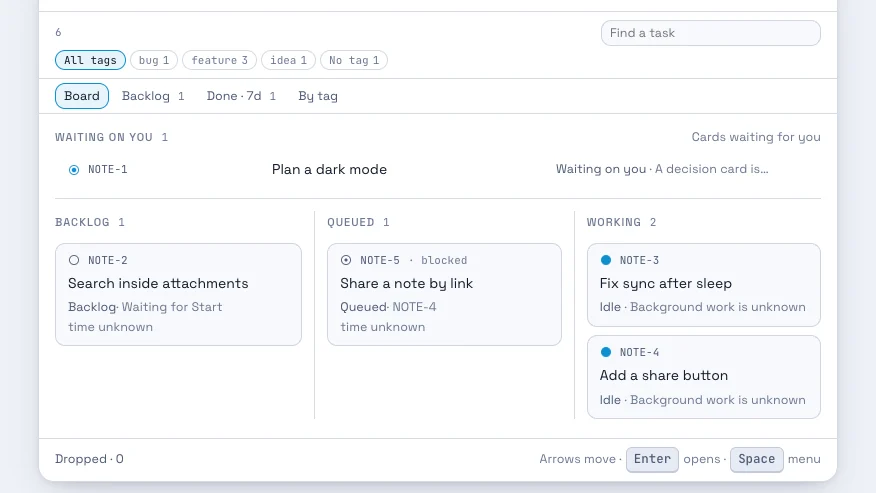 6
Find a task
All tags
bug 1
feature 3
idea 1
No tag 1
Board
Backlog 1
Done · 7d 1
By tag
WAITING ON YOU 1
Cards waiting for you
NOTE-1
Plan a dark mode
Waiting on you · A decision card is…
BACKLOG 1
NOTE-2
Search inside attachments
Backlog · Waiting for Start
time unknown
QUEUED 1
NOTE-5 · blocked
Share a note by link
Queued · NOTE-4
time unknown
WORKING 2
NOTE-3
Fix sync after sleep
Idle · Background work is unknown
NOTE-4
Add a share button
Idle · Background work is unknown
Dropped · 0
Arrows move · Enter opens · Space menu